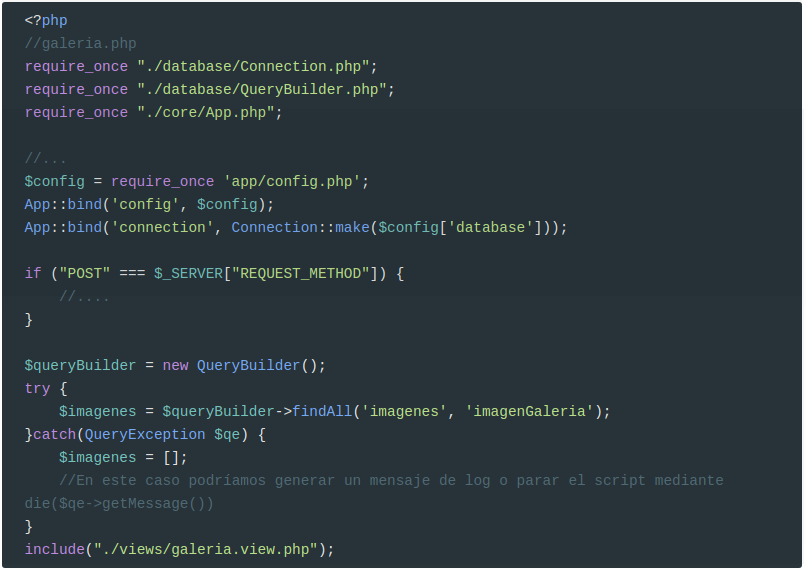 <?php
//galeria.php
require_once "./database/Connection.php";
require_once "./database/QueryBuilder.php";
require_once "./core/App.php";

//...
$config = require_once 'app/config.php';
App::bind('config', $config);
App::bind('connection', Connection::make($config['database']));

if ("POST" === $_SERVER["REQUEST_METHOD"]) {
    //....
}

$queryBuilder = new QueryBuilder();
try {
    $imagenes = $queryBuilder->findAll('imagenes', 'imagenGaleria');
}catch(QueryException $qe) {
    $imagenes = [];
    //En este caso podríamos generar un mensaje de log o parar el script mediante
die($qe->getMessage())
}
include("./views/galeria.view.php");